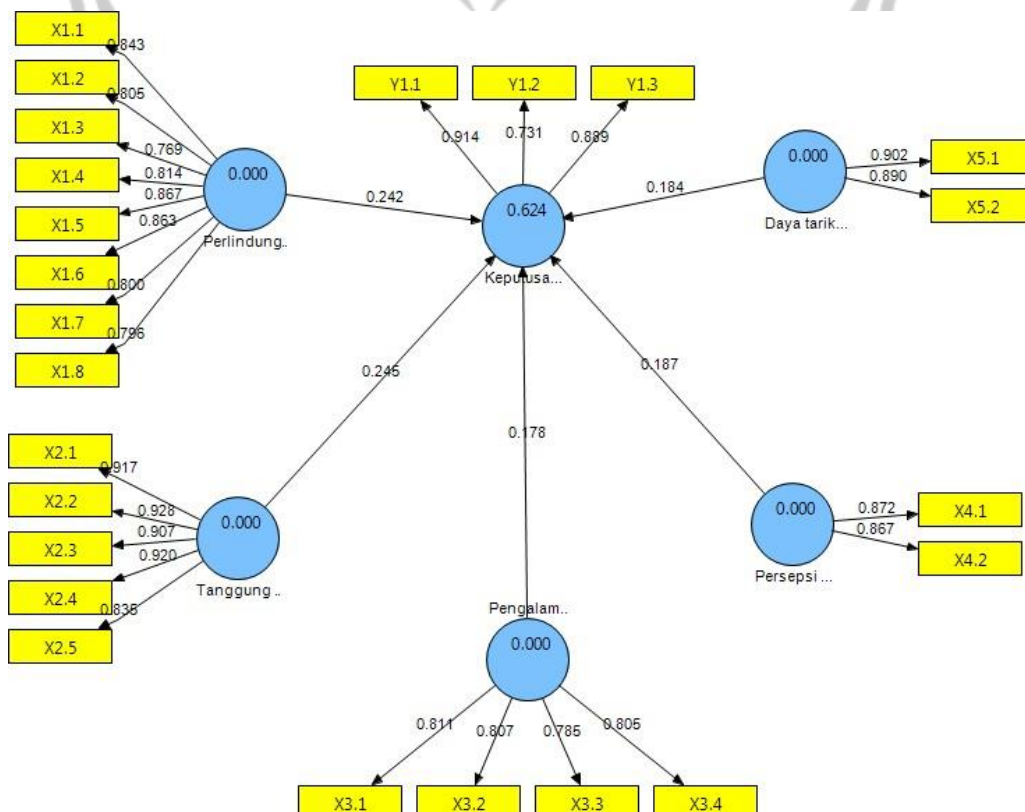 X1.1
0.843
X1.2
0.805
X1.3
0.769
X1.4
0.814
X1.5
0.867
X1.6
0.863
X1.7
0.800
X1.8
0.796
0.000
Perlindung..
0.242
Y1.1
Y1.2
Y1.3
0.914
0.731
0.889
0.624
Keputusa...
0.184
0.000
Daya tarik...
0.902
X5.1
0.890
X5.2
0.245
0.178
0.187
X2.1
0.917
X2.2
0.928
X2.3
0.907
X2.4
0.920
X2.5
0.835
0.000
Tanggung ..
0.000
Persepsi ...
0.872
X4.1
0.867
X4.2
Pengalam..
0.000
0.811
0.807
0.785
0.805
X3.1
X3.2
X3.3
X3.4